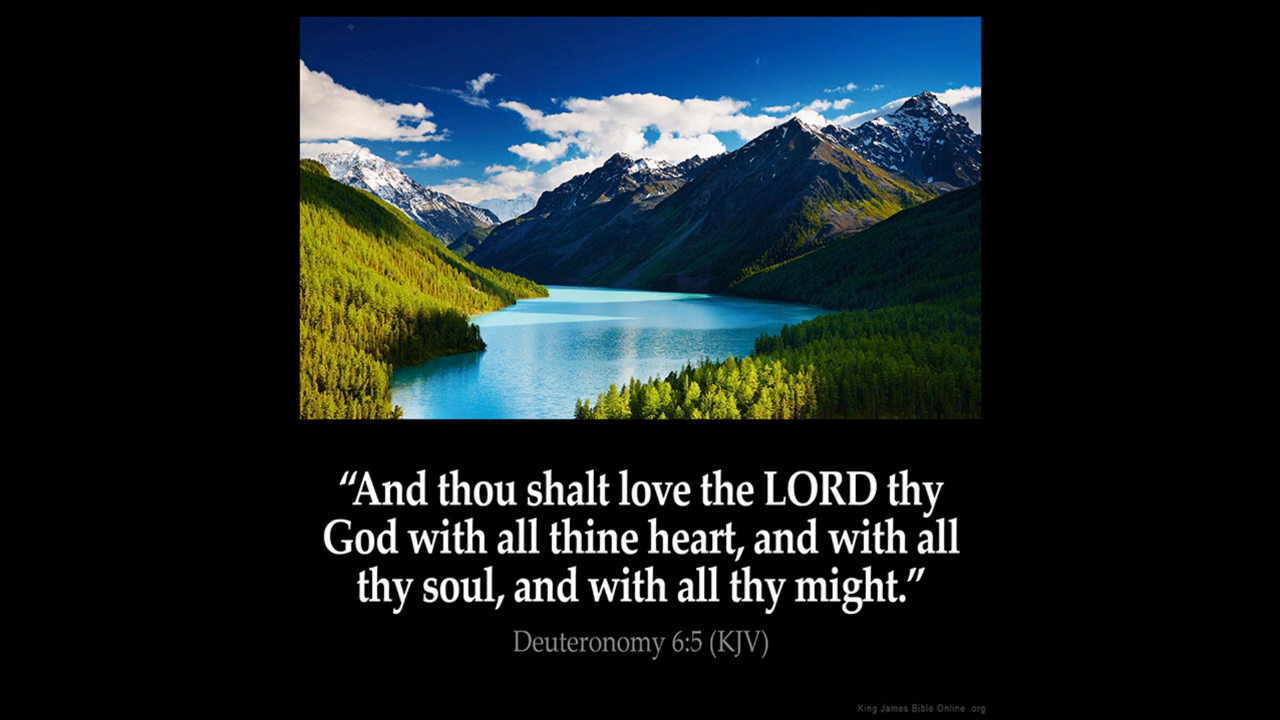 “And thou shalt love the LORD thy
God with all thine heart, and with all
thy soul, and with all thy might.”
Deuteronomy 6:5 (KJV)
King James Bible Online .org